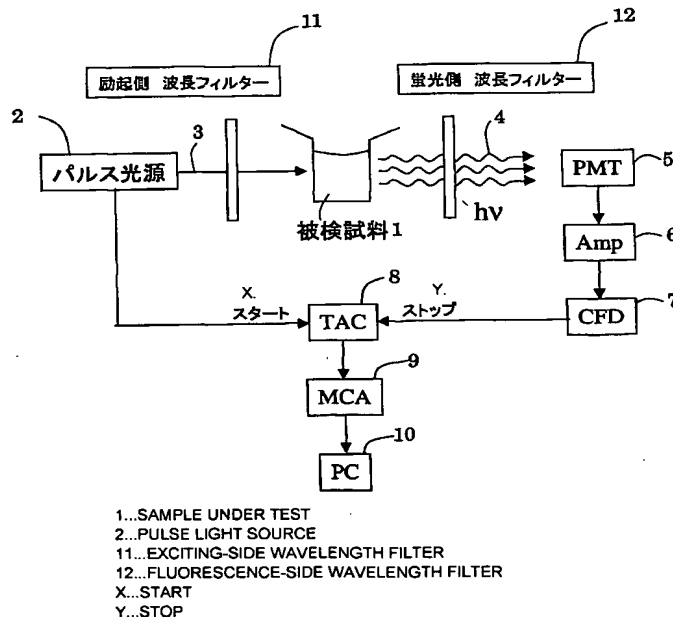 11
12
励起側 波長フィルター
蛍光側 波長フィルター
2
3
4
パルス光源
PMT
5
被検試料1
hν
Amp
6
X.
スタート
8
Y.
ストップ
TAC
CFD
7
9
MCA
10
PC
1...SAMPLE UNDER TEST
2...PULSE LIGHT SOURCE
11...EXCITING-SIDE WAVELENGTH FILTER
12...FLUORESCENCE-SIDE WAVELENGTH FILTER
X...START
Y...STOP